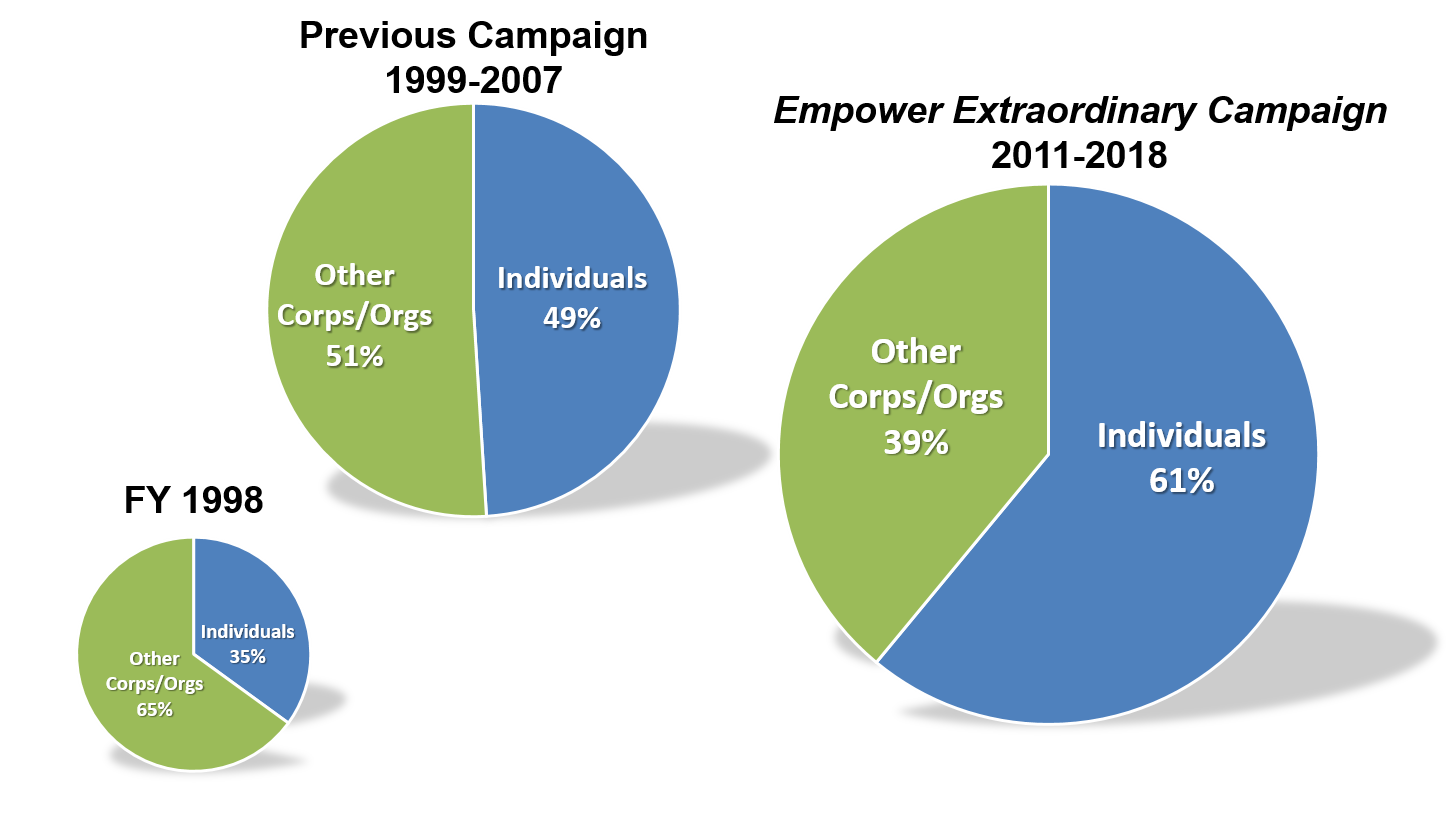 Previous Campaign
1999-2007
Other
Corps/Orgs
51%
Individuals
49%
Empower Extraordinary Campaign
2011-2018
Other
Corps/Orgs
39%
Individuals
61%
FY 1998
Individuals
35%
Other
Corps/Orgs
65%